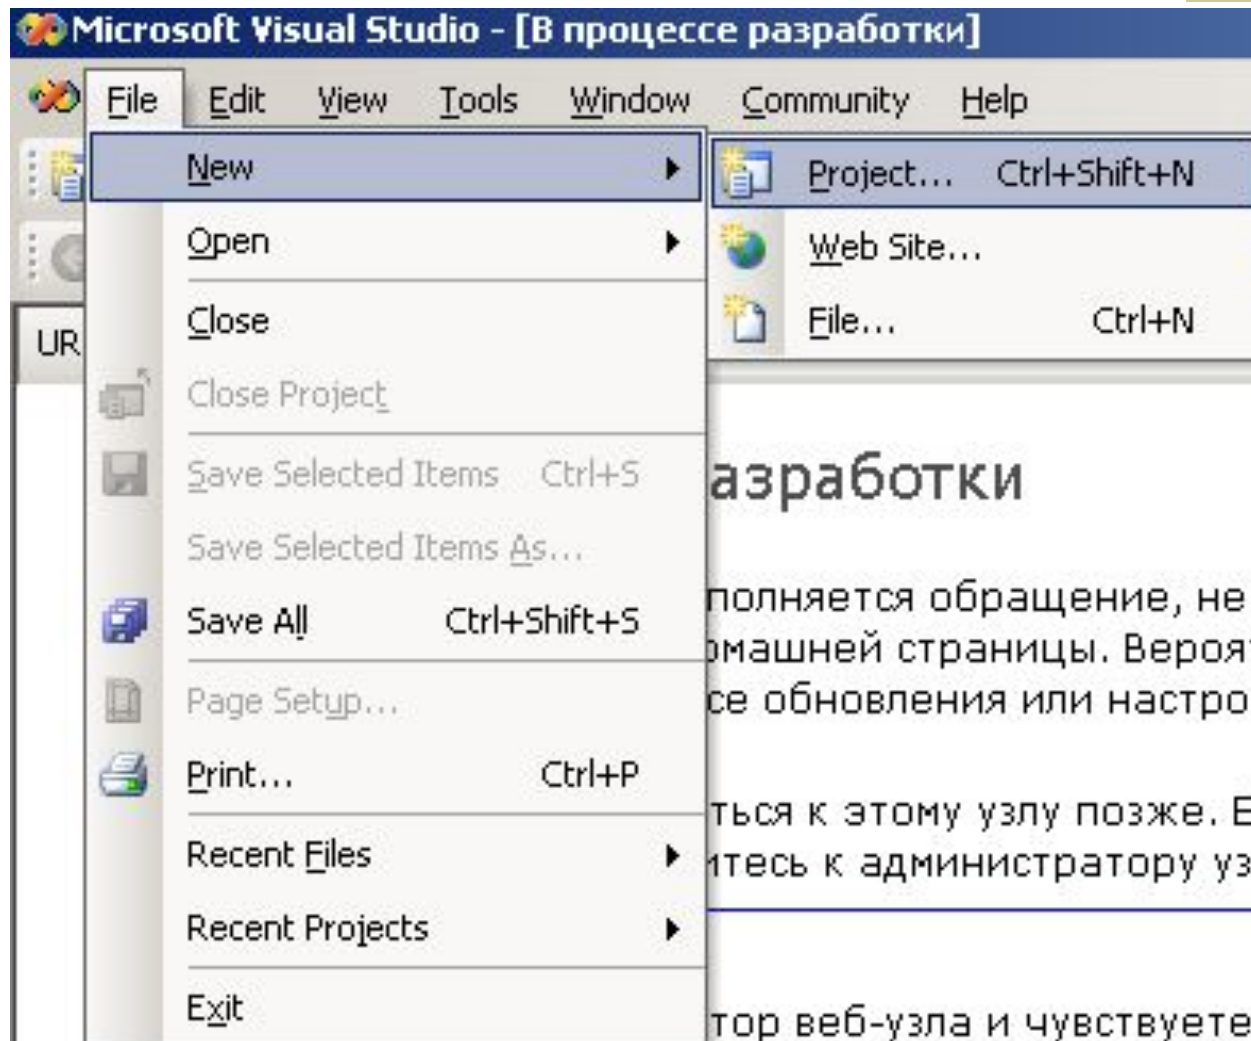 Microsoft Visual Studio - [В процессе разработки]
File Edit View Tools Window Community Help
New
Project... Ctrl+Shift+N
Open
Web Site...
Close
File... Ctrl+N
UR
Close Project
Save Selected Items Ctrl+S
азработки
Save Selected Items As...
Save All Ctrl+Shift+S
полняется обращение, не
омашней страницы. Вероя
Page Setup...
се обновления или настро
Print... Ctrl+P
ться к этому узлу позже. Е
Recent Files
итесь к администратору уз
Recent Projects
Exit
тор веб-узла и чувствуете